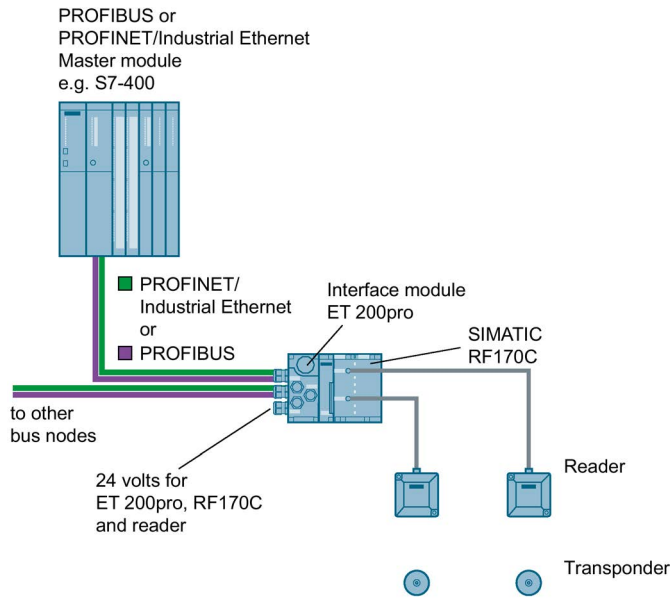 PROFIBUS or
PROFINET/Industrial Ethernet
Master module
e.g. S7-400
PROFINET/
Industrial Ethernet
or
PROFIBUS
Interface module
ET 200pro
SIMATIC
RF170C
to other
bus nodes
24 volts for
ET 200pro, RF170C
and reader
Reader
Transponder